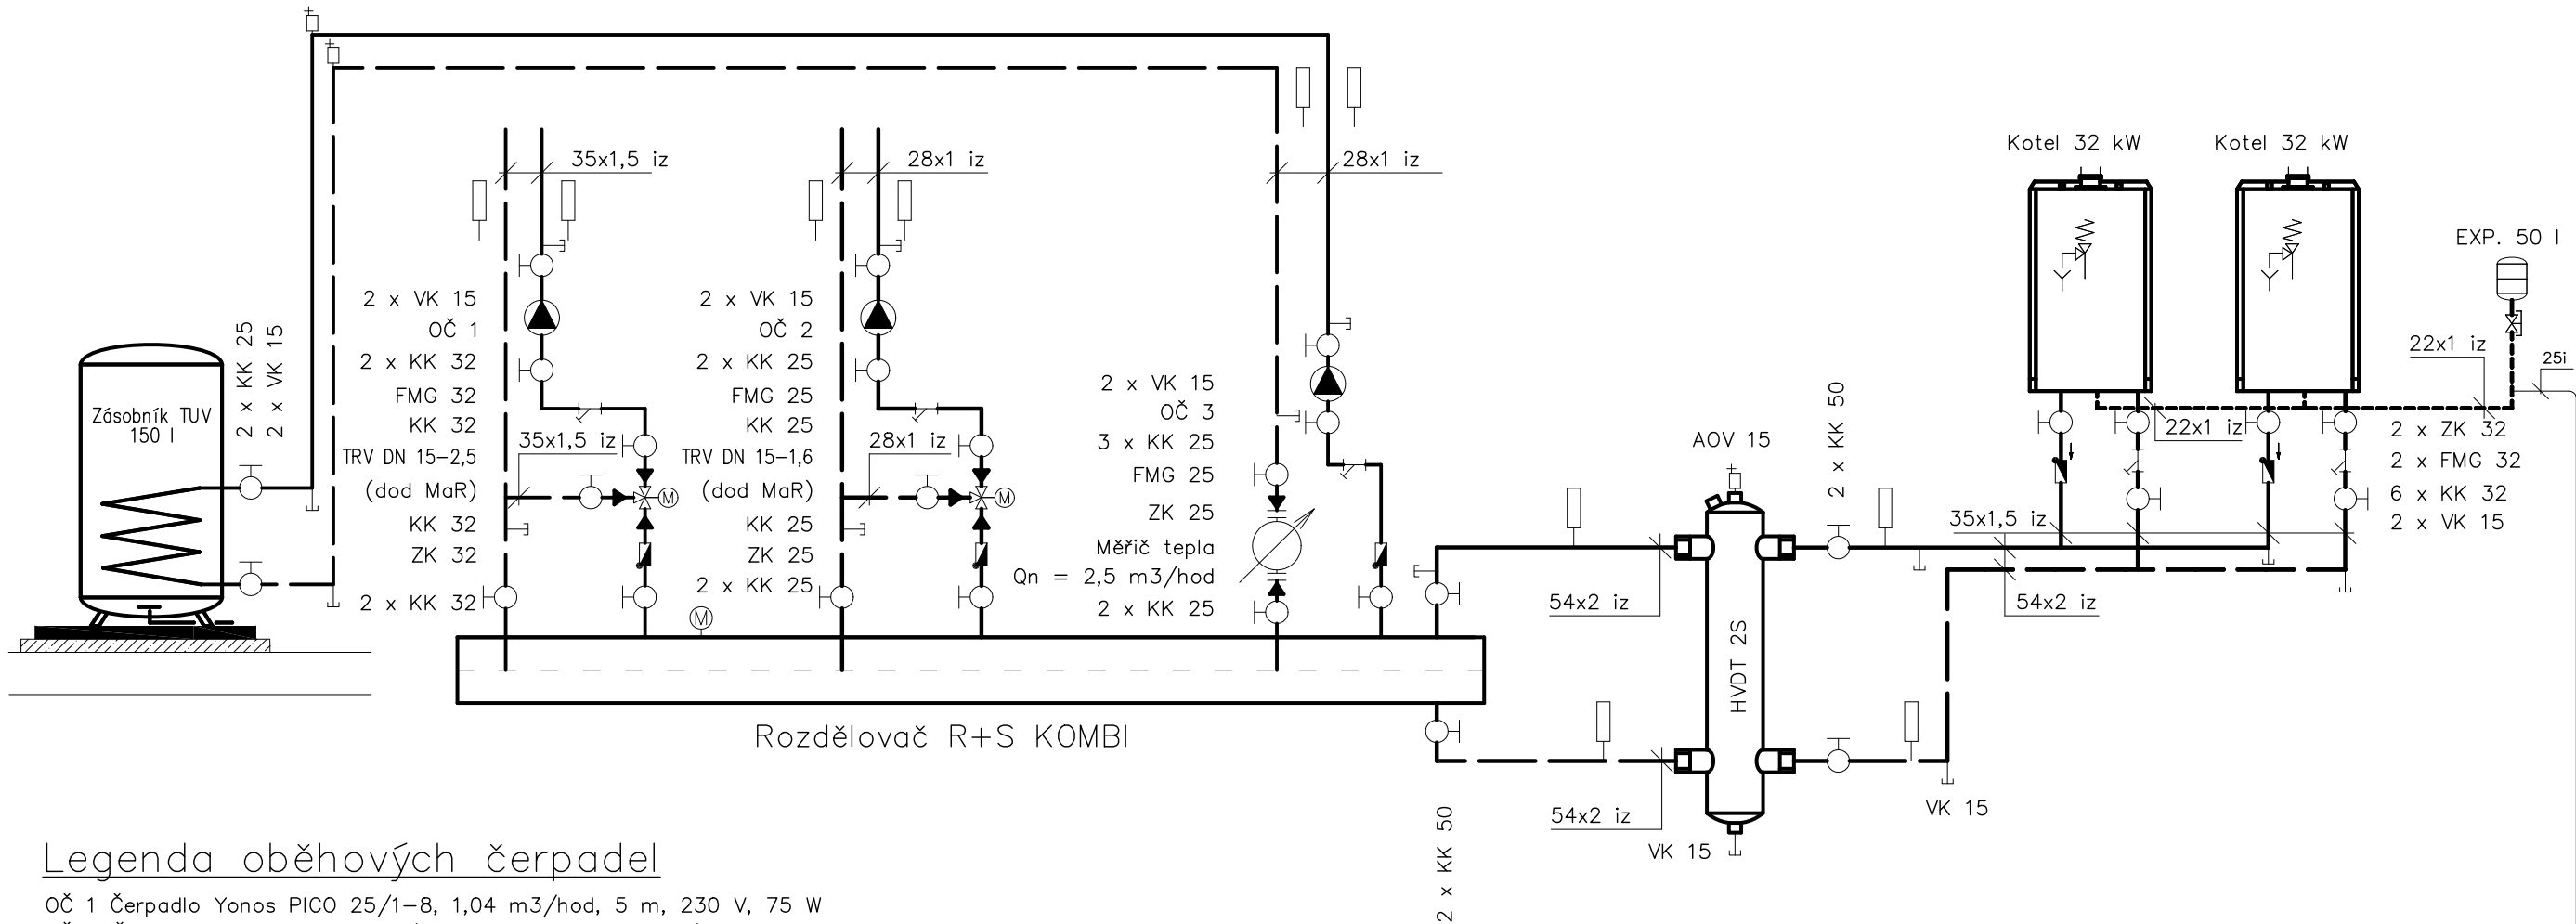 35x1,5 iz
28x1 iz
28x1 iz
Kotel 32 kW
Kotel 32 kW
EXP. 50 l
2 x KK 25
2 x VK 15
Zásobník TUV
150 l
2 x VK 15
OČ 1
2 x KK 32
FMG 32
KK 32
TRV DN 15-2,5
(dod MaR)
KK 32
ZK 32
2 x KK 32
35x1,5 iz
M
2 x VK 15
OČ 2
2 x KK 25
FMG 25
KK 25
TRV DN 15-1,6
(dod MaR)
KK 25
ZK 25
2 x KK 25
28x1 iz
M
M
2 x VK 15
OČ 3
3 x KK 25
FMG 25
ZK 25
Měřič tepla
Qn = 2,5 m3/hod
2 x KK 25
Rozdělovač R+S KOMBI
2 x KK 50
54x2 iz
54x2 iz
AOV 15
HVDT 2S
VK 15
2 x KK 50
VK 15
35x1,5 iz
54x2 iz
22x1 iz
22x1 iz
25i
2 x ZK 32
2 x FMG 32
6 x KK 32
2 x VK 15
Legenda oběhových čerpadel
OČ 1 Čerpadlo Yonos PICO 25/1-8, 1,04 m3/hod, 5 m, 230 V, 75 W